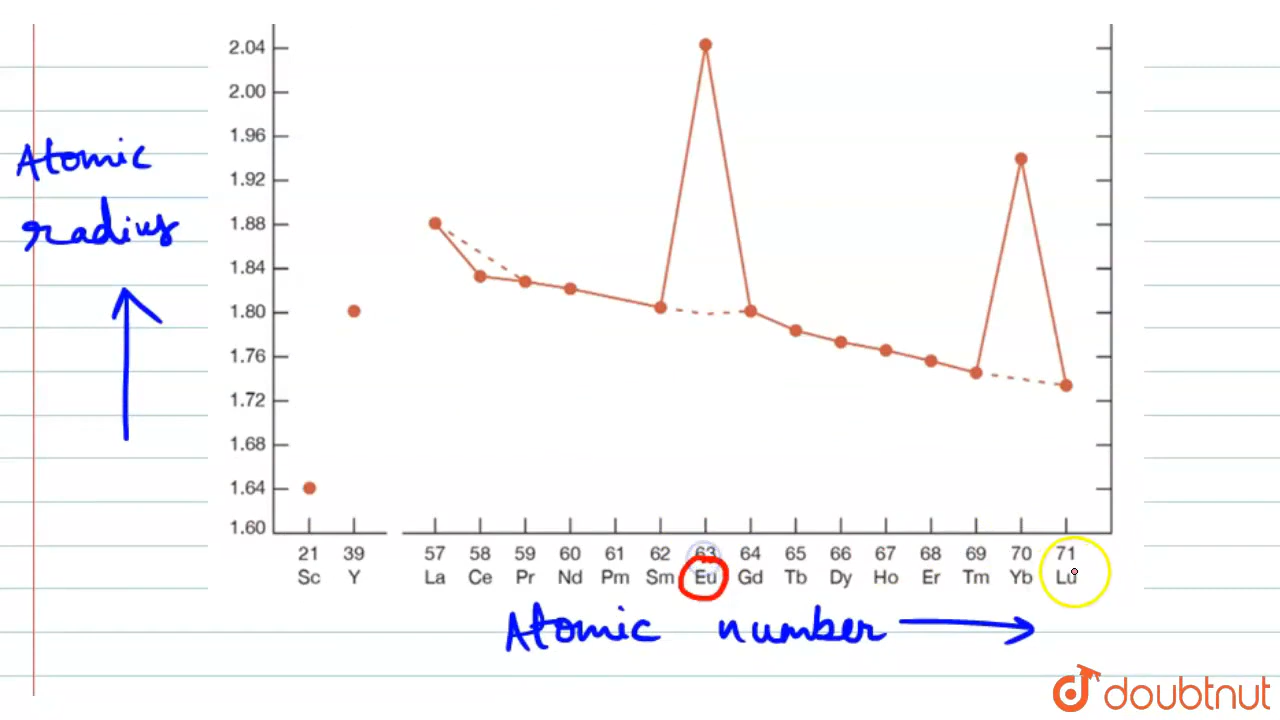 2.04
2.00
1.96
1.92
1.88
1.84
1.80
1.76
1.72
1.68
1.64
1.60
Atomic
radius
21 39 57 58 59 60 61 62 63 64 65 66 67 68 69 70 71
Sc Y La Ce Pr Nd Pm Sm Eu Gd Tb Dy Ho Er Tm Yb Lu
Atomic number
doubtnut